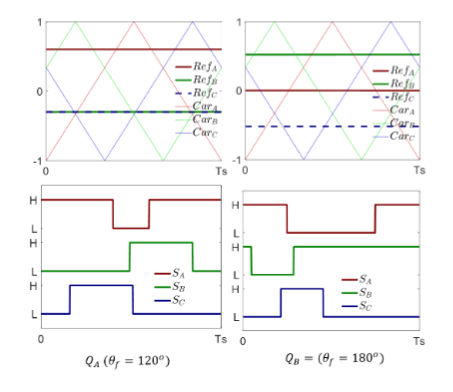 1 1
Ref_A Ref_A
Ref_B Ref_B
0 Ref_C 0 Ref_C
Car_A Car_A
Car_B Car_B
Car_C Car_C
-1 -1
0 Ts 0 Ts
H H
L
H H L
L S_A L S_A
H S_B H S_B
L S_C L S_C
0 Ts 0 Ts
Q_A (θ_f = 120°) Q_B = (θ_f = 180°)